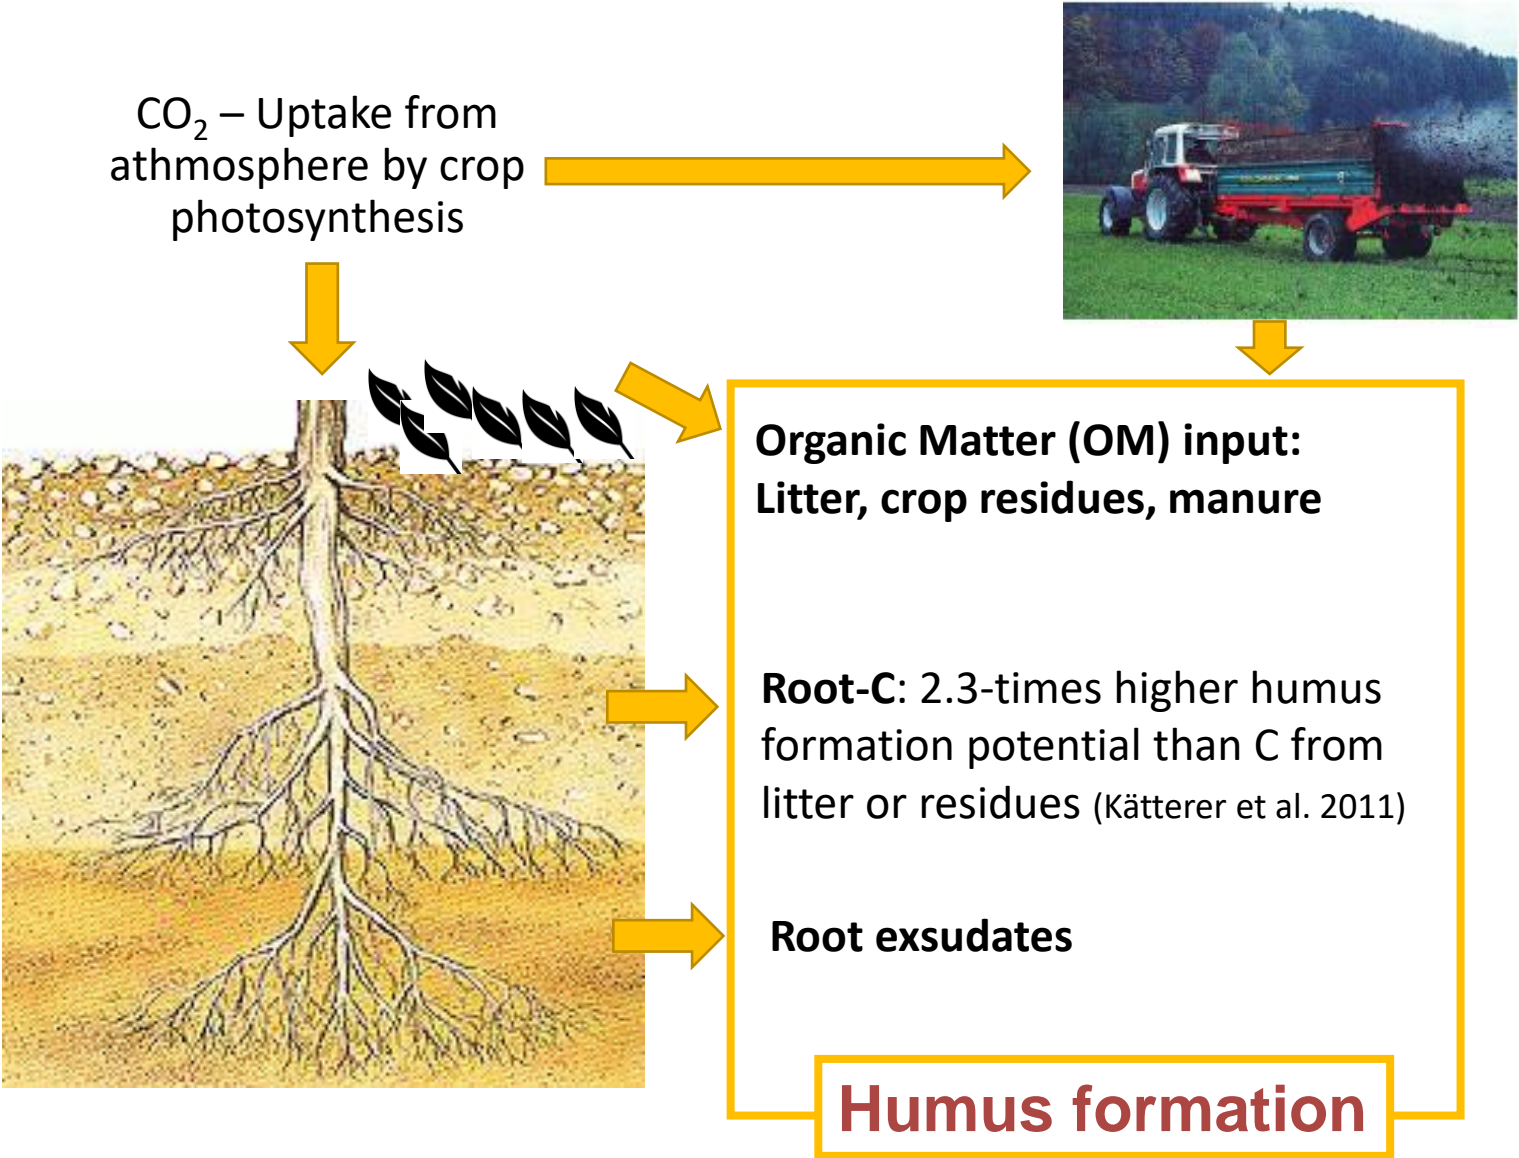 CO₂ – Uptake from
athmosphere by crop
photosynthesis
Organic Matter (OM) input:
Litter, crop residues, manure
Root-C: 2.3-times higher humus
formation potential than C from
litter or residues (Kätterer et al. 2011)
Root exsudates
Humus formation